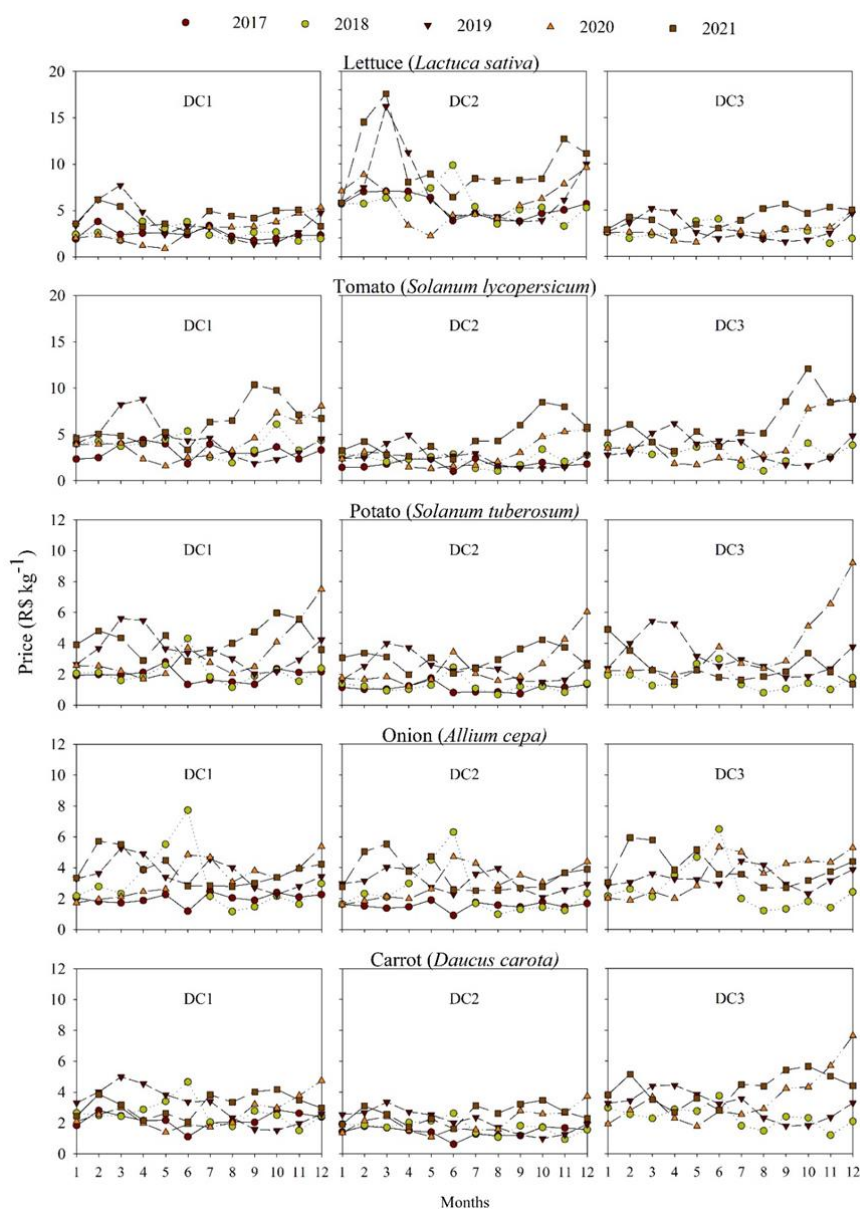 2017 2018 2019 2020 2021
Lettuce (Lactuca sativa)
DC1 DC2 DC3
20
15
10
5
0
Tomato (Solanum lycopersicum)
DC1 DC2 DC3
20
15
10
5
0
Potato (Solanum tuberosum)
DC1 DC2 DC3
12
10
8
6
4
2
0
Price (R$ kg-1)
Onion (Allium cepa)
DC1 DC2 DC3
12
10
8
6
4
2
0
Carrot (Daucus carota)
DC1 DC2 DC3
12
10
8
6
4
2
0
1 2 3 4 5 6 7 8 9 10 11 12 1 2 3 4 5 6 7 8 9 10 11 12 1 2 3 4 5 6 7 8 9 10 11 12
Months